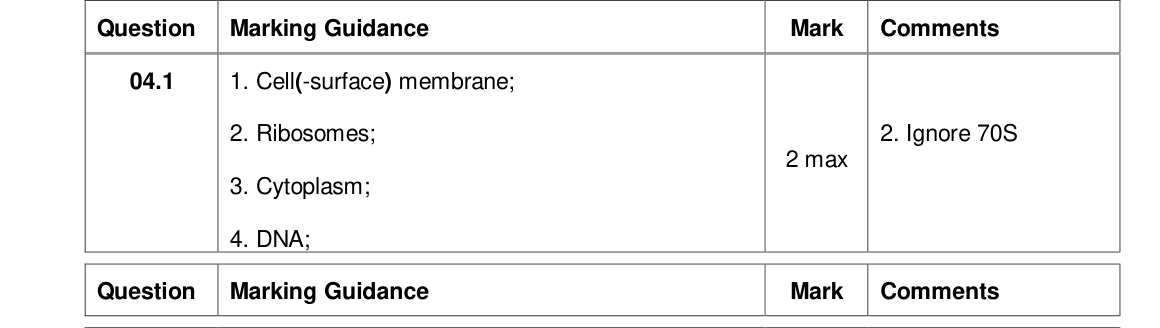 Question Marking Guidance Mark Comments
04.1 1. Cell(-surface) membrane;
2. Ribosomes; 2. Ignore 70S
2 max
3. Cytoplasm;
4. DNA;
Question Marking Guidance Mark Comments